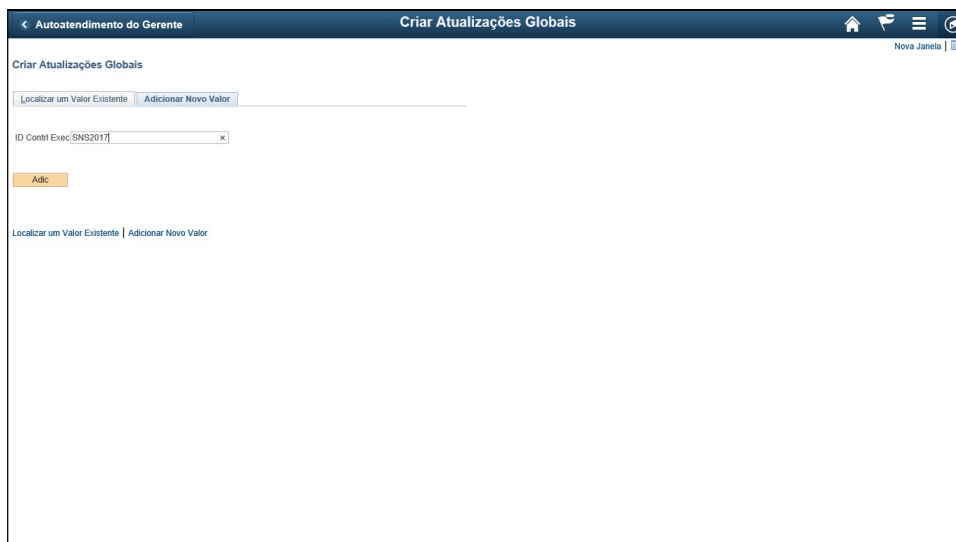 Autoatendimento do Gerente
Criar Atualizações Globais
Nova Janela |
Criar Atualizações Globais
Localizar um Valor Existente
Adicionar Novo Valor
ID Contrl Exec SNS2017
Adic
Localizar um Valor Existente | Adicionar Novo Valor